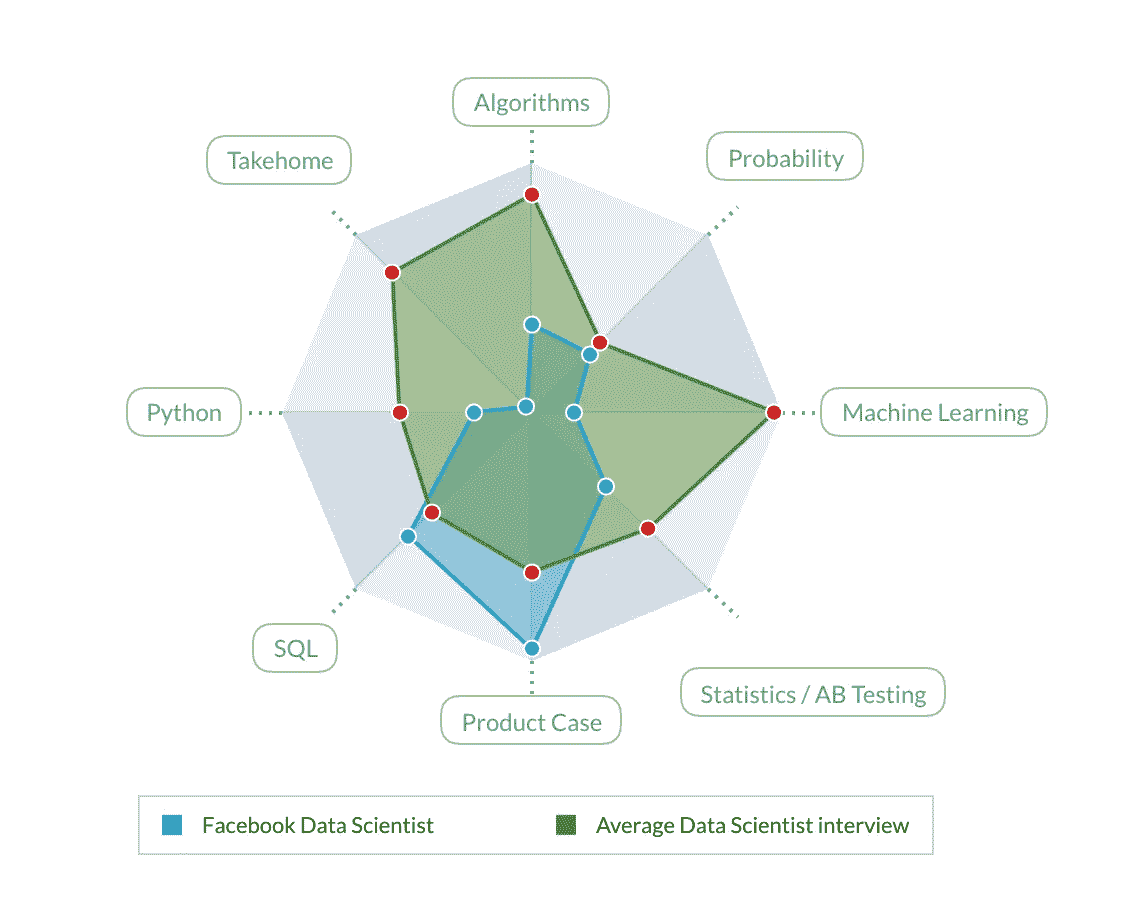 Algorithms
Takehome
Probability
Python
Machine Learning
SQL
Statistics / AB Testing
Product Case
Facebook Data Scientist
Average Data Scientist interview